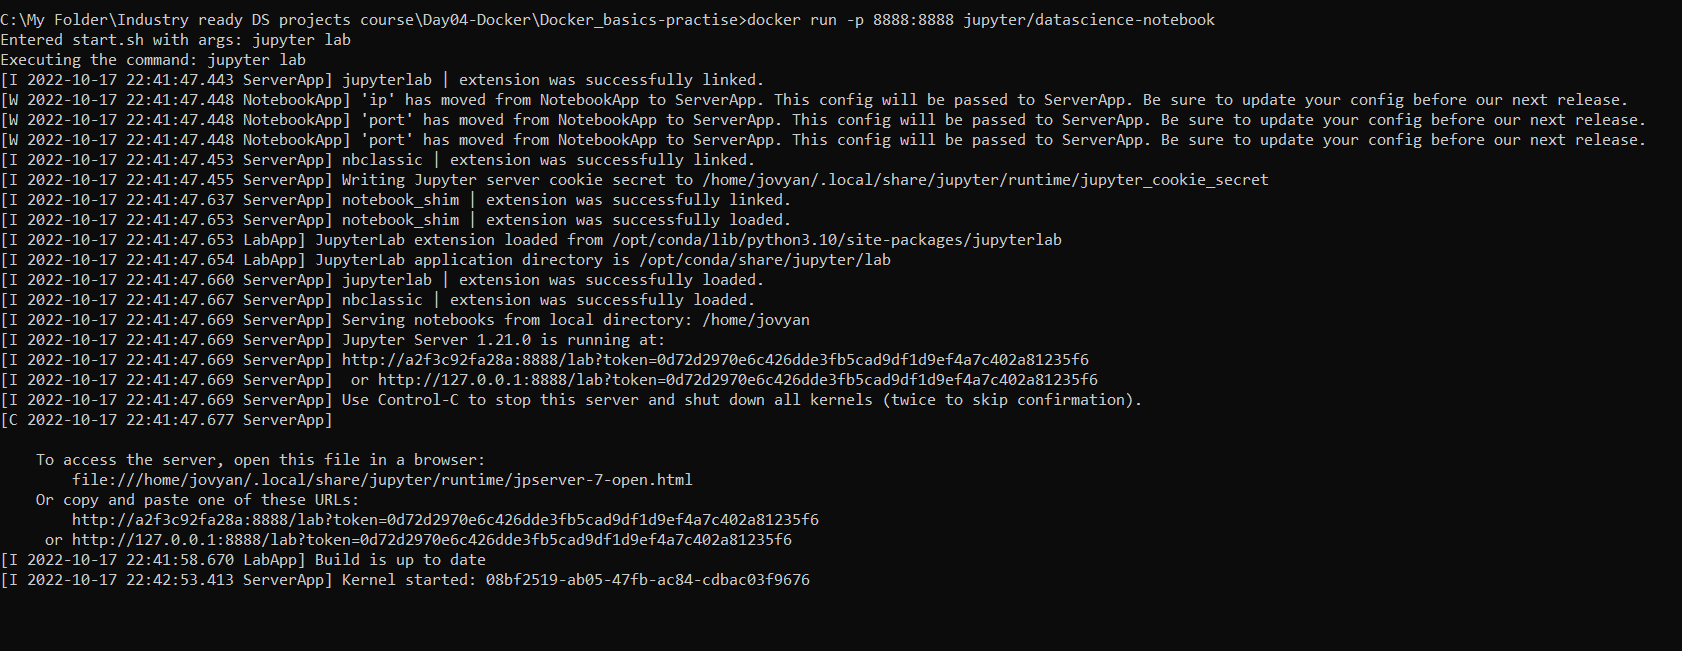 C:\My Folder\Industry ready DS projects course\Day04-Docker\Docker_basics-practise>docker run -p 8888:8888 jupyter/datascience-notebook
Entered start.sh with args: jupyter lab
Executing the command: jupyter lab
[I 2022-10-17 22:41:47.443 ServerApp] jupyterlab | extension was successfully linked.
[W 2022-10-17 22:41:47.448 NotebookApp] 'ip' has moved from NotebookApp to ServerApp. This config will be passed to ServerApp. Be sure to update your config before our next release.
[W 2022-10-17 22:41:47.448 NotebookApp] 'port' has moved from NotebookApp to ServerApp. This config will be passed to ServerApp. Be sure to update your config before our next release.
[W 2022-10-17 22:41:47.448 NotebookApp] 'port' has moved from NotebookApp to ServerApp. This config will be passed to ServerApp. Be sure to update your config before our next release.
[I 2022-10-17 22:41:47.453 ServerApp] nbclassic | extension was successfully linked.
[I 2022-10-17 22:41:47.455 ServerApp] Writing Jupyter server cookie secret to /home/jovyan/.local/share/jupyter/runtime/jupyter_cookie_secret
[I 2022-10-17 22:41:47.637 ServerApp] notebook_shim | extension was successfully linked.
[I 2022-10-17 22:41:47.653 ServerApp] notebook_shim | extension was successfully loaded.
[I 2022-10-17 22:41:47.653 LabApp] JupyterLab extension loaded from /opt/conda/lib/python3.10/site-packages/jupyterlab
[I 2022-10-17 22:41:47.654 LabApp] JupyterLab application directory is /opt/conda/share/jupyter/lab
[I 2022-10-17 22:41:47.660 ServerApp] jupyterlab | extension was successfully loaded.
[I 2022-10-17 22:41:47.667 ServerApp] nbclassic | extension was successfully loaded.
[I 2022-10-17 22:41:47.669 ServerApp] Serving notebooks from local directory: /home/jovyan
[I 2022-10-17 22:41:47.669 ServerApp] Jupyter Server 1.21.0 is running at:
[I 2022-10-17 22:41:47.669 ServerApp] http://a2f3c92fa28a:8888/lab?token=0d72d2970e6c426dde3fb5cad9df1d9ef4a7c402a81235f6
[I 2022-10-17 22:41:47.669 ServerApp]  or http://127.0.0.1:8888/lab?token=0d72d2970e6c426dde3fb5cad9df1d9ef4a7c402a81235f6
[I 2022-10-17 22:41:47.669 ServerApp] Use Control-C to stop this server and shut down all kernels (twice to skip confirmation).
[C 2022-10-17 22:41:47.677 ServerApp]
To access the server, open this file in a browser:
file:///home/jovyan/.local/share/jupyter/runtime/jpserver-7-open.html
Or copy and paste one of these URLs:
http://a2f3c92fa28a:8888/lab?token=0d72d2970e6c426dde3fb5cad9df1d9ef4a7c402a81235f6
or http://127.0.0.1:8888/lab?token=0d72d2970e6c426dde3fb5cad9df1d9ef4a7c402a81235f6
[I 2022-10-17 22:41:58.670 LabApp] Build is up to date
[I 2022-10-17 22:42:53.413 ServerApp] Kernel started: 08bf2519-ab05-47fb-ac84-cdbac03f9676